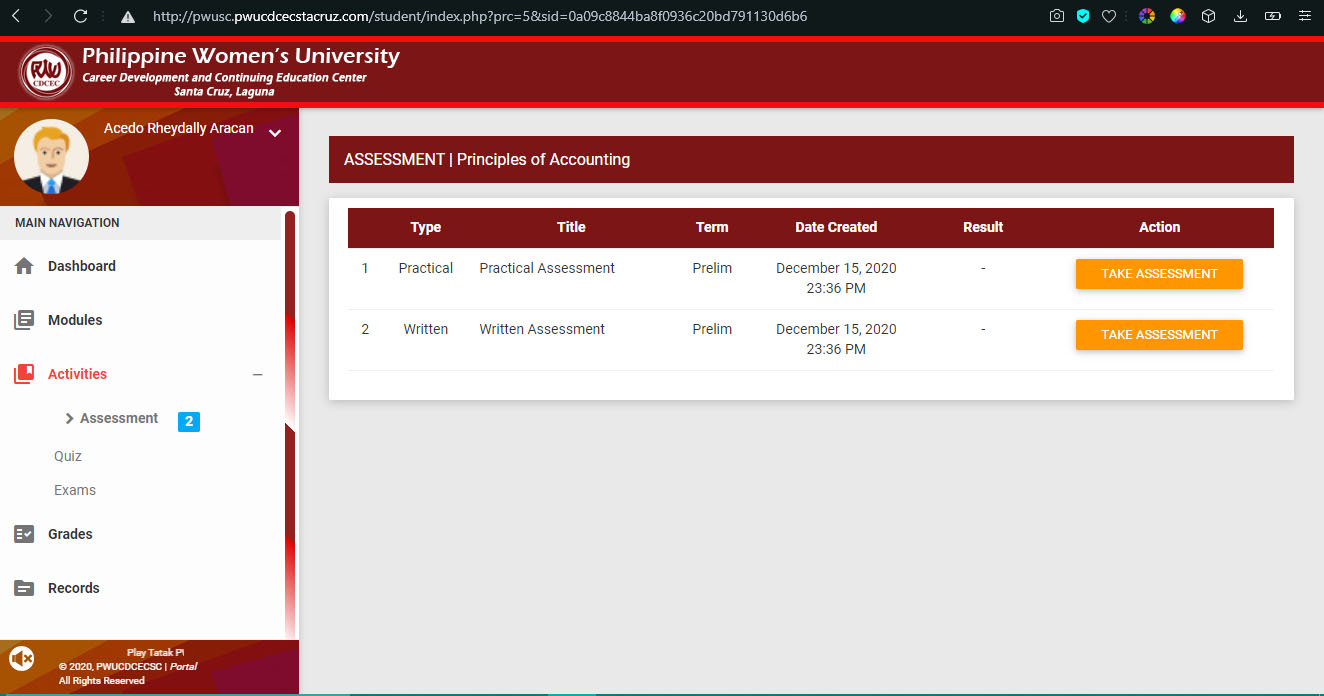 http://pwusc.pwucdcecstacruz.com/student/index.php?prc=5&sid=0a09c8844ba8f0936c20bd791130d6b6
PWU
CDCEC
Philippine Women's University
Career Development and Continuing Education Center
Santa Cruz, Laguna
Acedo Rheydally Aracan
MAIN NAVIGATION
Dashboard
Modules
Activities
Assessment 2
Quiz
Exams
Grades
Records
Play Tatak P
© 2020, PWUCDCECSC | Portal
All Rights Reserved
ASSESSMENT | Principles of Accounting
Type Title Term Date Created Result Action
1 Practical Practical Assessment Prelim December 15, 2020 - TAKE ASSESSMENT
23:36 PM
2 Written Written Assessment Prelim December 15, 2020 - TAKE ASSESSMENT
23:36 PM